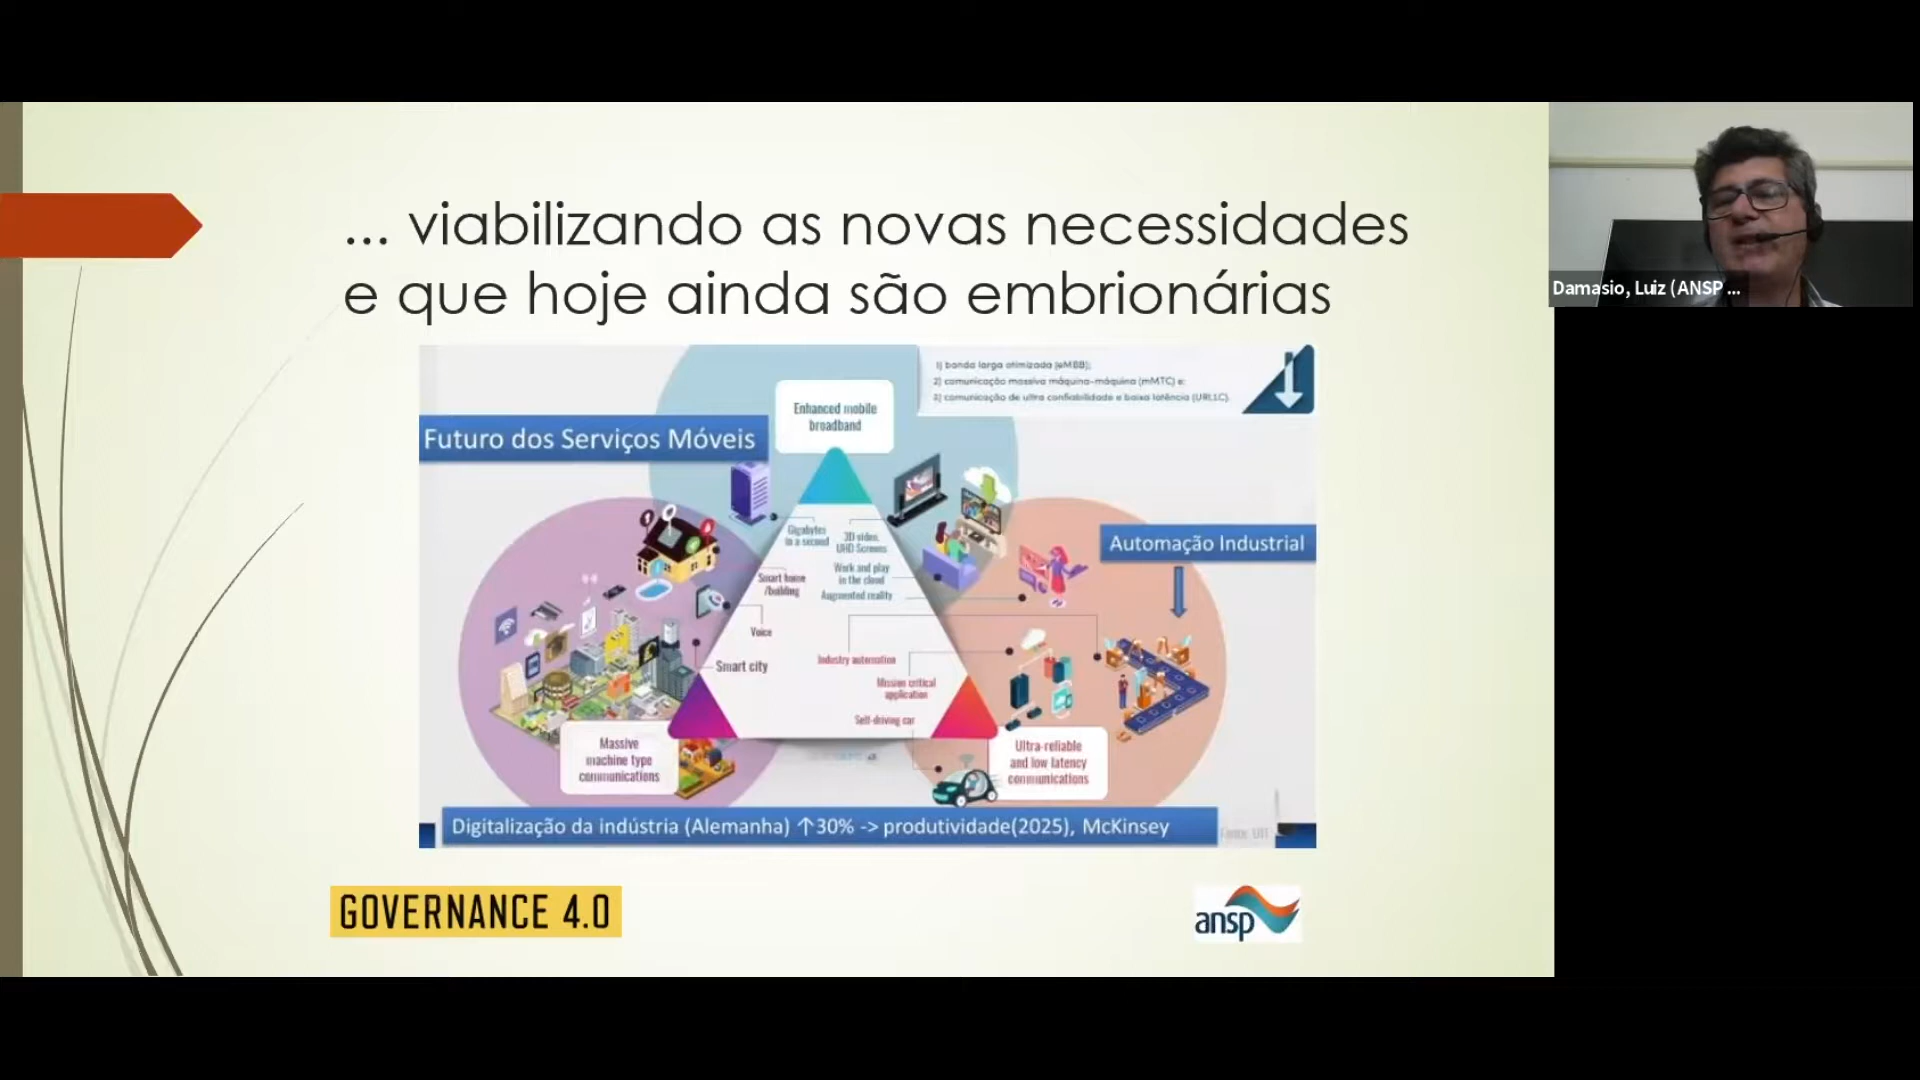 ... viabilizando as novas necessidades
e que hoje ainda são embrionárias
Damasio, Luiz (ANSP ...
1) banda larga otimizada (eMBB);
2) comunicação massiva máquina-máquina (mMTC) e:
3) comunicação de ultra confiabilidade e baixa latência (URLLC).
Enhanced mobile
broadband
Futuro dos Serviços Móveis
Automação Industrial
Gigabytes
in a second
3D video,
UHD Screens
Work and play
in the cloud
Smart home
/building
Augmented reality
Voice
Industry automation
Smart city
Mission critical
application
Self-driving car
Massive
machine type
communications
Ultra-reliable
and low latency
communications
Digitalização da indústria (Alemanha) ↑30% -> produtividade(2025), McKinsey
GOVERNANCE 4.0
ansp